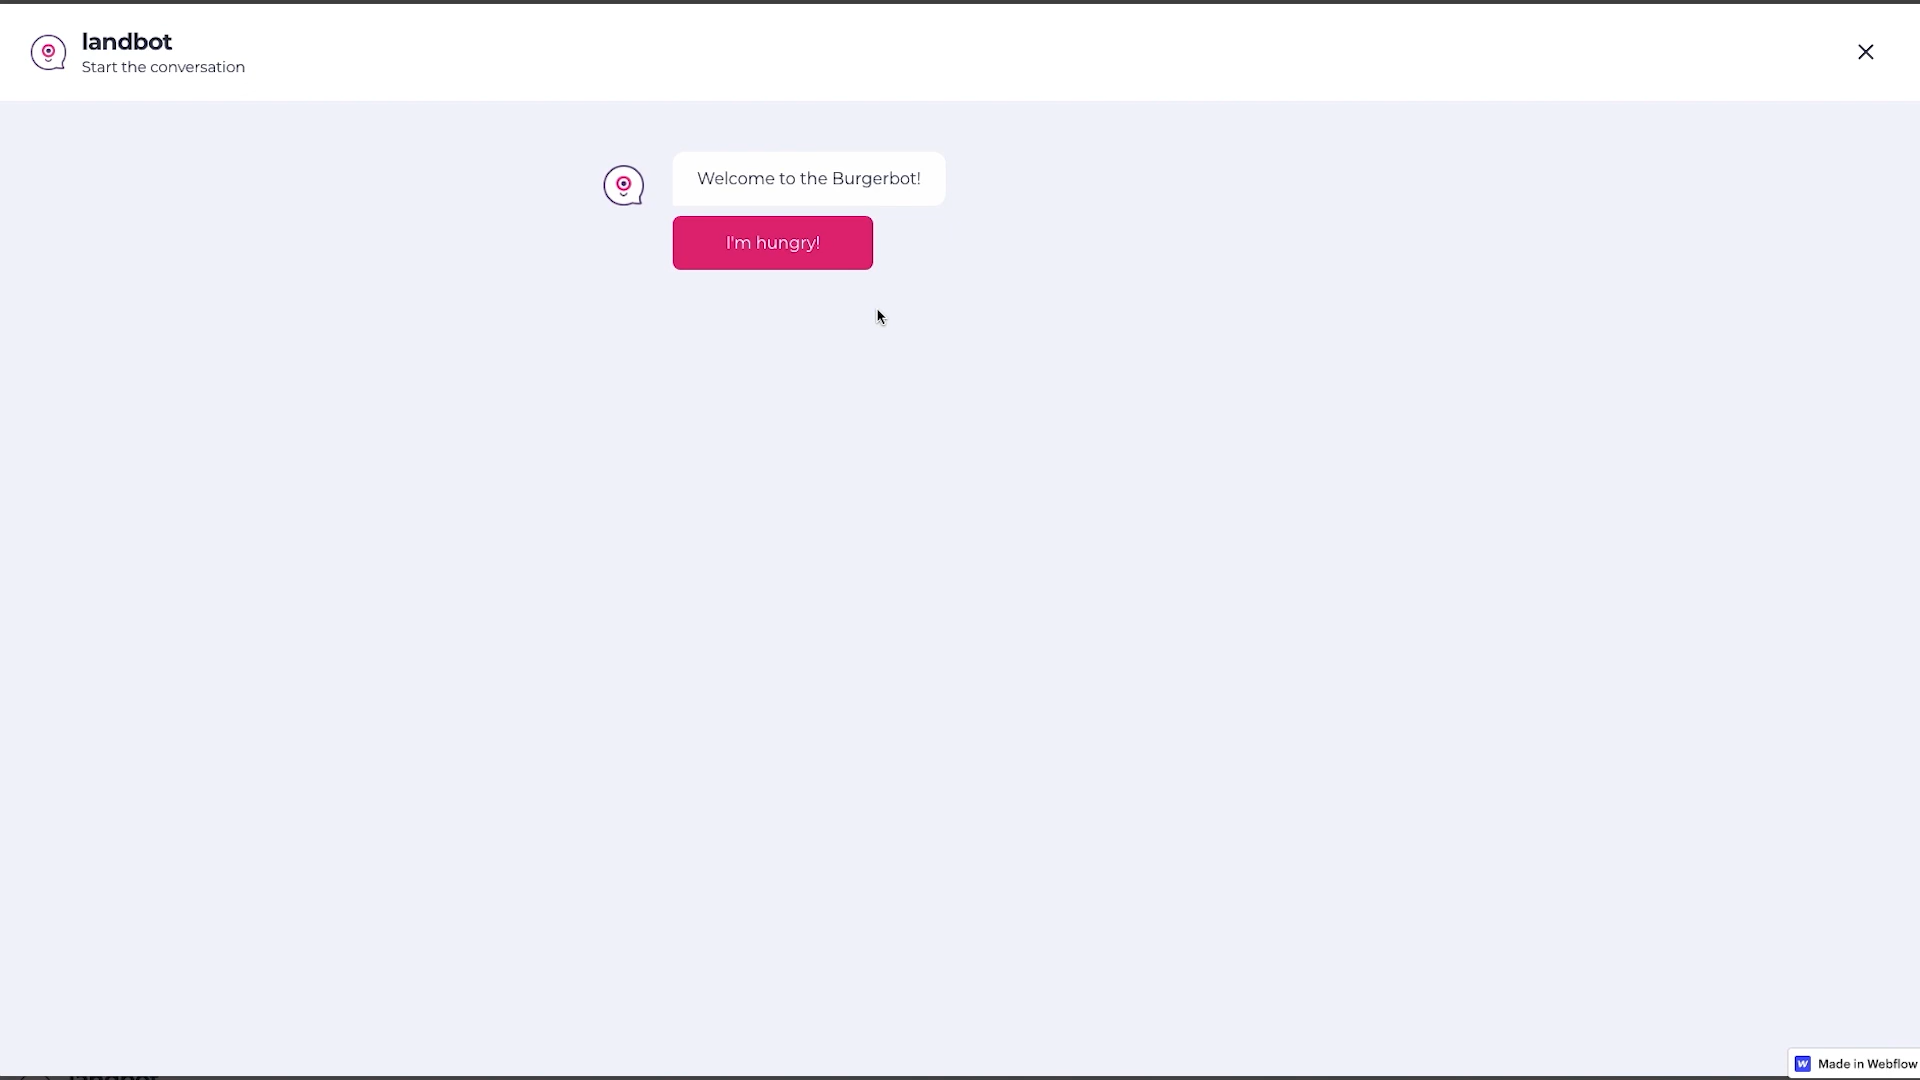 landbot
Start the conversation
Welcome to the Burgerbot!
I'm hungry!
Made in Webflow